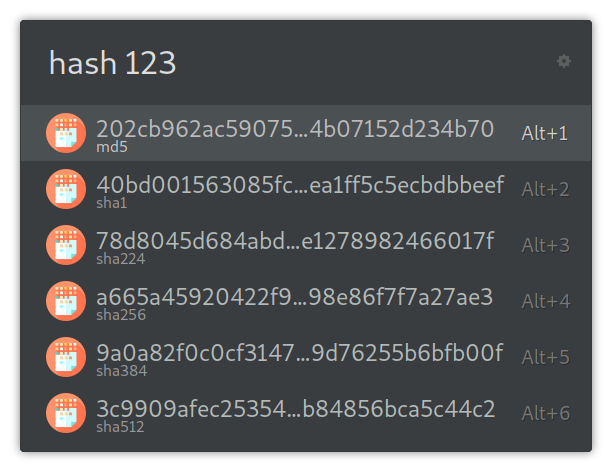 hash 123
202cb962ac59075...4b07152d234b70 Alt+1
md5
40bd001563085fc...ea1ff5c5ecbdbbeef Alt+2
sha1
78d8045d684abd...e1278982466017f Alt+3
sha224
a665a45920422f9...98e86f7f7a27ae3 Alt+4
sha256
9a0a82f0c0cf3147...9d76255b6bfb00f Alt+5
sha384
3c9909afec25354...b84856bca5c44c2 Alt+6
sha512